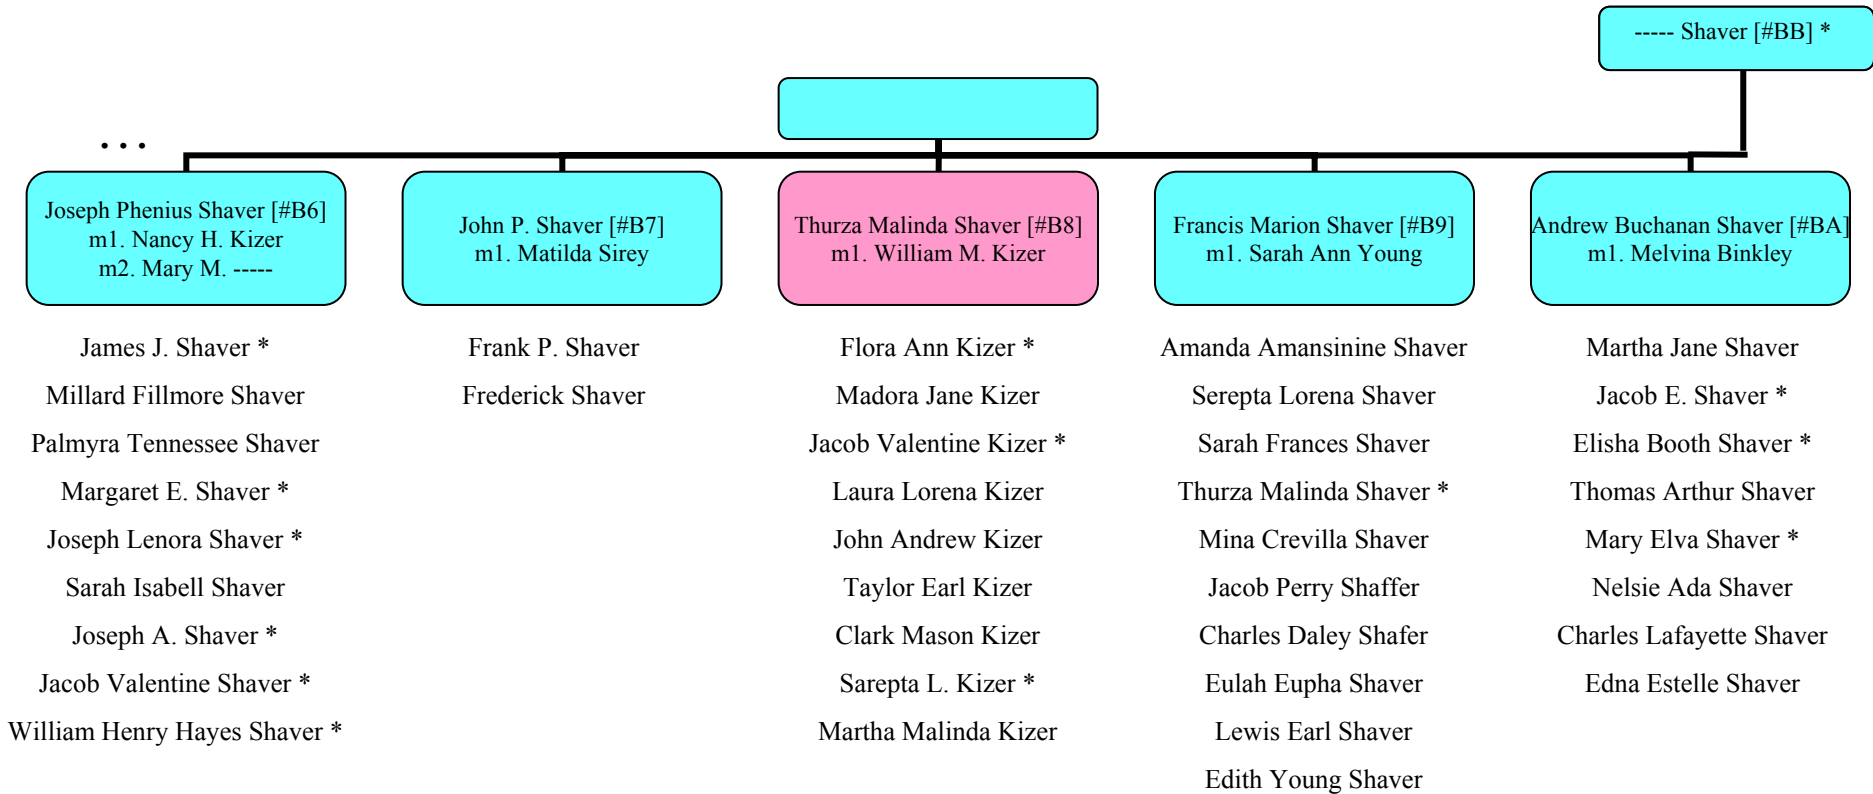 ----- Shaver [#BB] *
. . .
Joseph Phenius Shaver [#B6]
m1. Nancy H. Kizer
m2. Mary M. -----
John P. Shaver [#B7]
m1. Matilda Sirey
Thurza Malinda Shaver [#B8]
m1. William M. Kizer
Francis Marion Shaver [#B9]
m1. Sarah Ann Young
Andrew Buchanan Shaver [#BA]
m1. Melvina Binkley
James J. Shaver *
Millard Fillmore Shaver
Palmyra Tennessee Shaver
Margaret E. Shaver *
Joseph Lenora Shaver *
Sarah Isabell Shaver
Joseph A. Shaver *
Jacob Valentine Shaver *
William Henry Hayes Shaver *
Frank P. Shaver
Frederick Shaver
Flora Ann Kizer *
Madora Jane Kizer
Jacob Valentine Kizer *
Laura Lorena Kizer
John Andrew Kizer
Taylor Earl Kizer
Clark Mason Kizer
Sarepta L. Kizer *
Martha Malinda Kizer
Amanda Amansinine Shaver
Serepta Lorena Shaver
Sarah Frances Shaver
Thurza Malinda Shaver *
Mina Crevilla Shaver
Jacob Perry Shaffer
Charles Daley Shafer
Eulah Eupha Shaver
Lewis Earl Shaver
Edith Young Shaver
Martha Jane Shaver
Jacob E. Shaver *
Elisha Booth Shaver *
Thomas Arthur Shaver
Mary Elva Shaver *
Nelsie Ada Shaver
Charles Lafayette Shaver
Edna Estelle Shaver